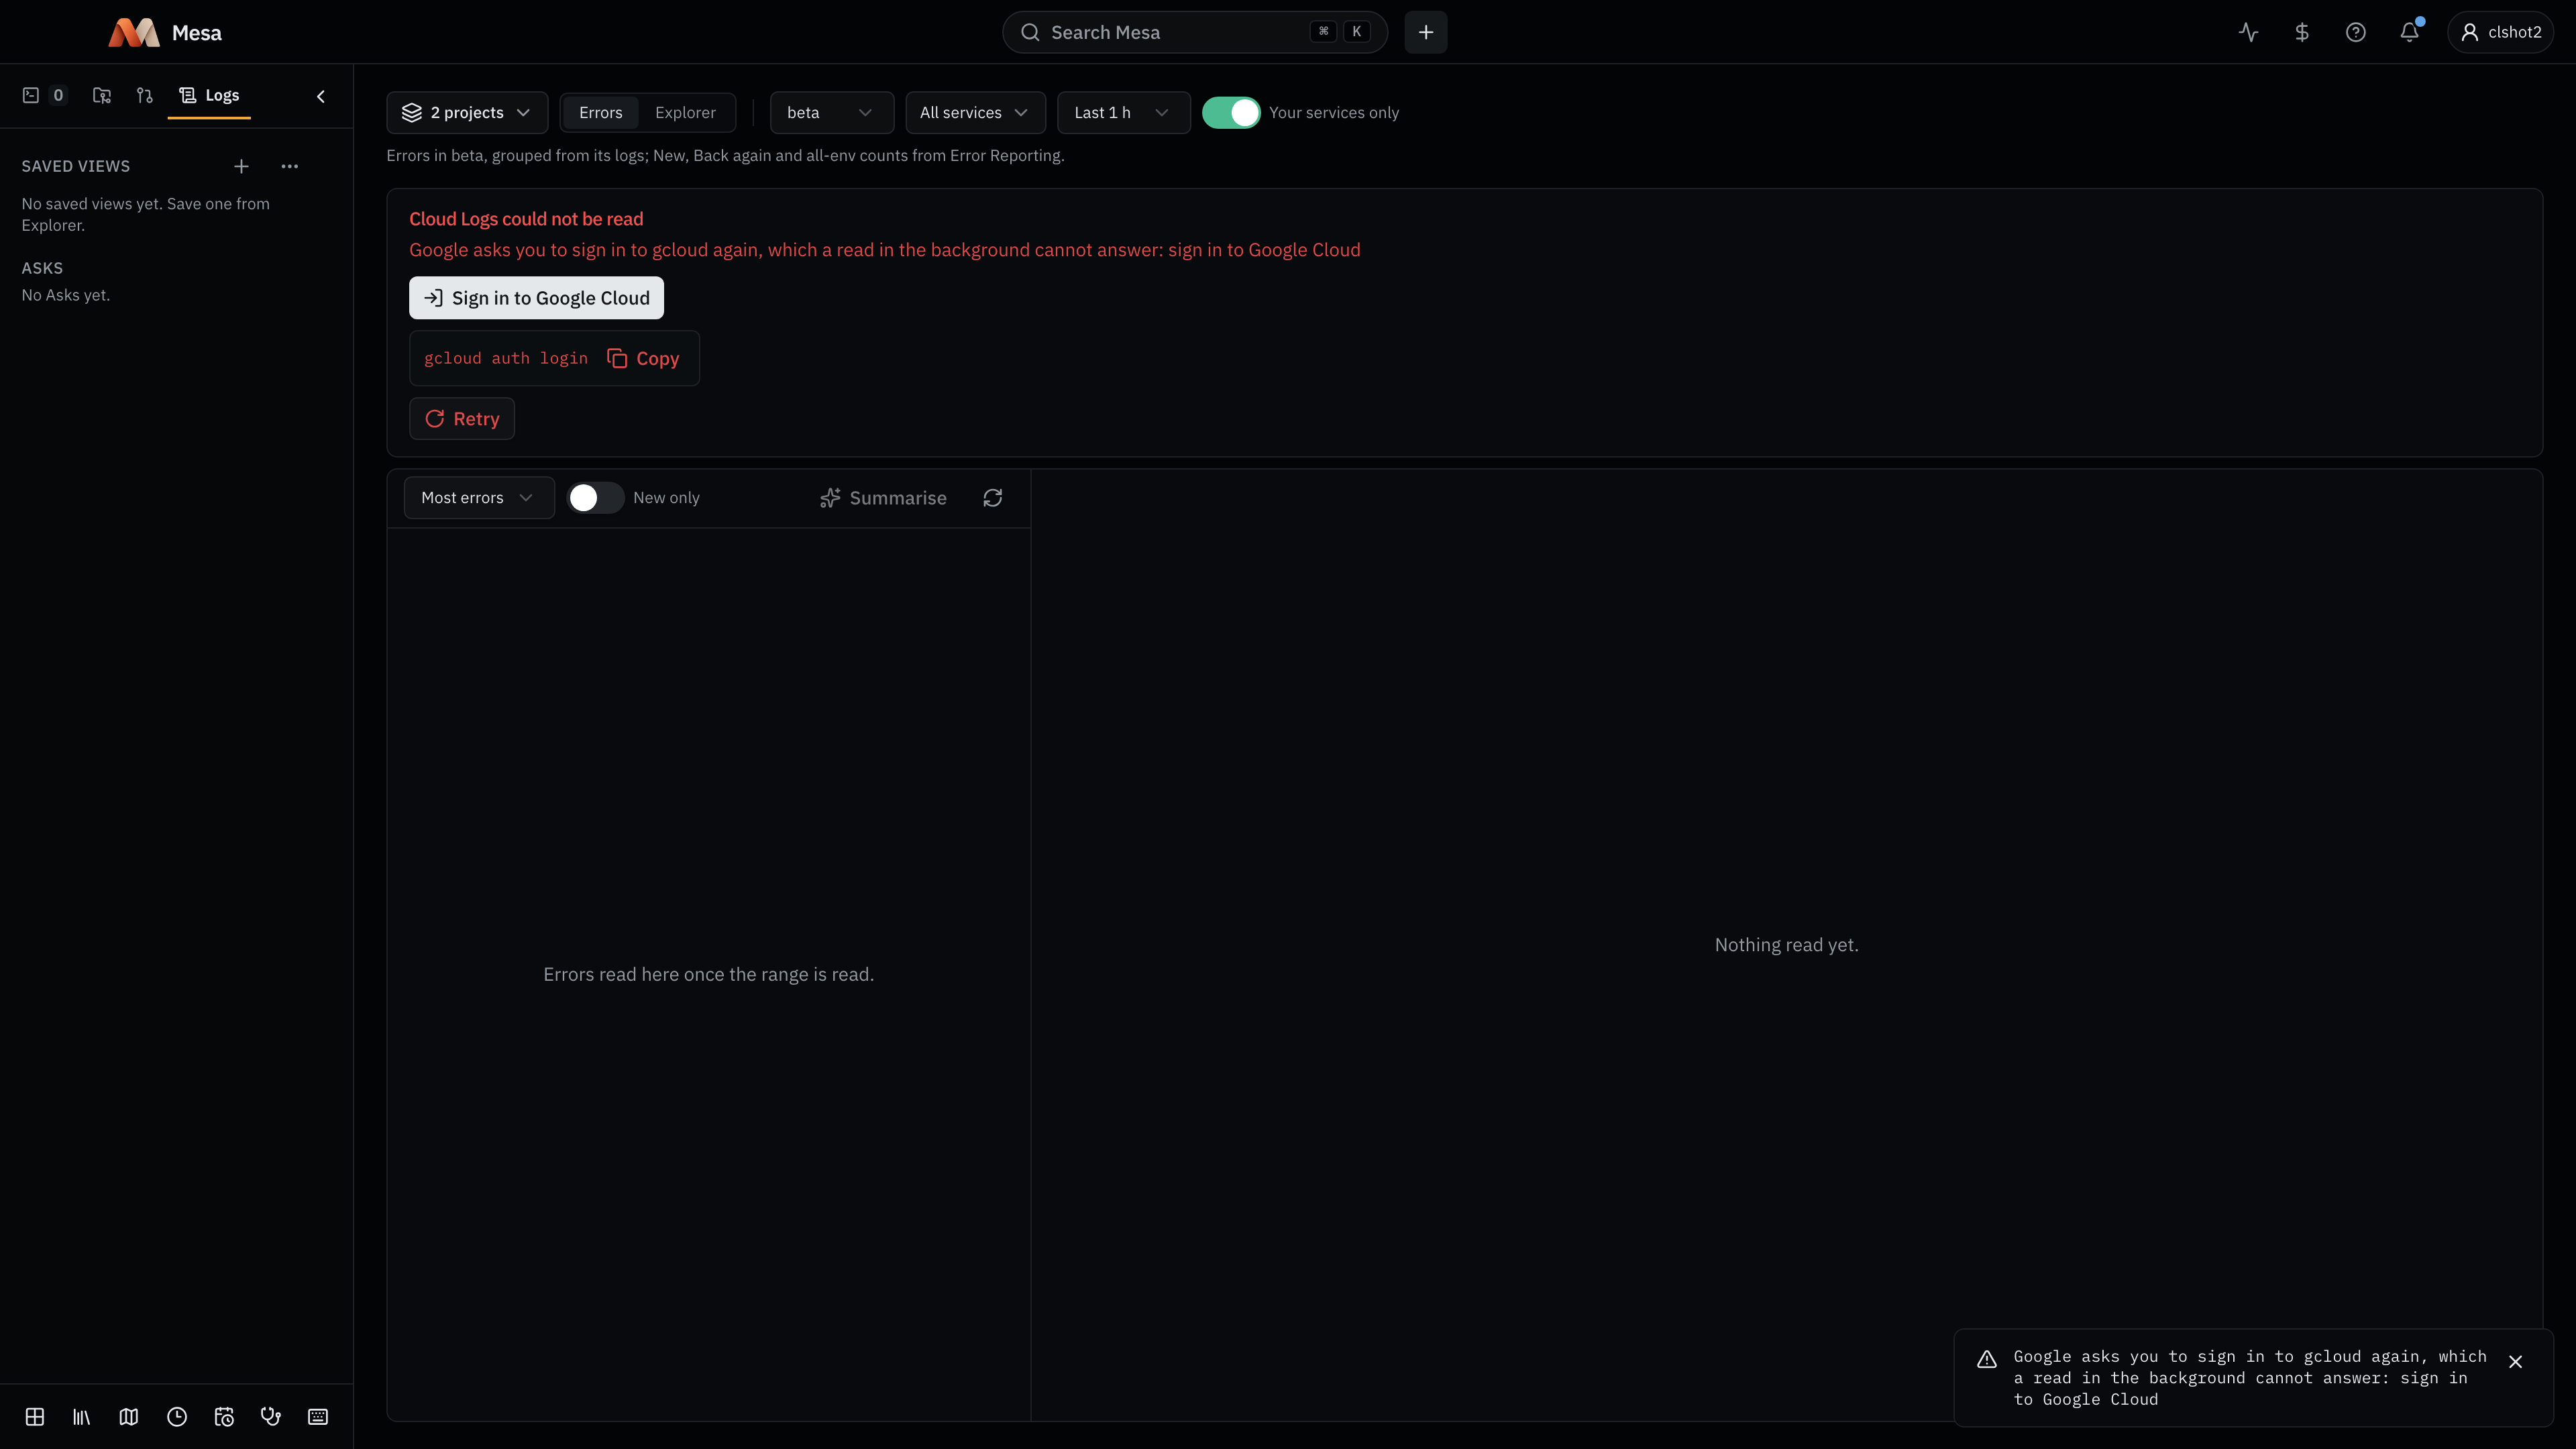 Mesa
Search Mesa
⌘ K
clshot2
0
Logs
SAVED VIEWS
No saved views yet. Save one from
Explorer.
ASKS
No Asks yet.
2 projects
Errors
Explorer
beta
All services
Last 1 h
Your services only
Errors in beta, grouped from its logs; New, Back again and all-env counts from Error Reporting.
Cloud Logs could not be read
Google asks you to sign in to gcloud again, which a read in the background cannot answer: sign in to Google Cloud
Sign in to Google Cloud
gcloud auth login
Copy
Retry
Most errors
New only
Summarise
Errors read here once the range is read.
Nothing read yet.
Google asks you to sign in to gcloud again, which
a read in the background cannot answer: sign in
to Google Cloud